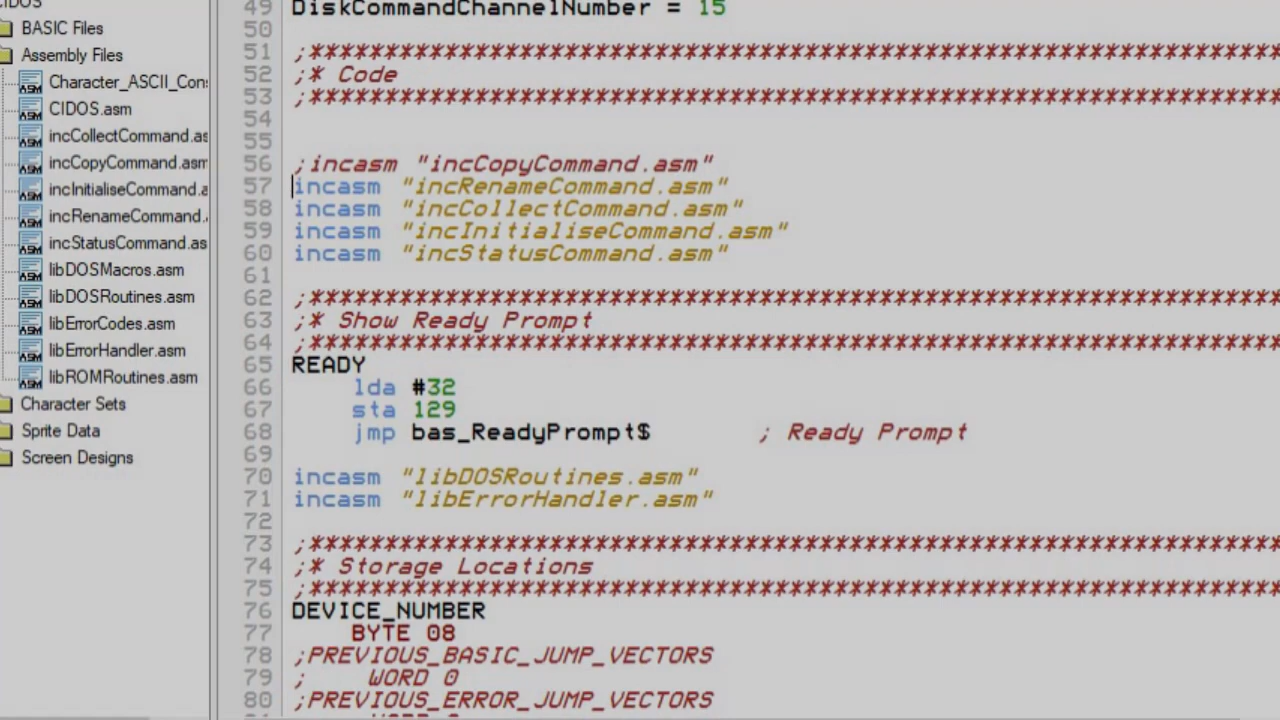 CIDOS
BASIC Files
Assembly Files
Character_ASCII_Con
CIDOS.asm
incCollectCommand.as
incCopyCommand.asm
incInitialiseCommand.a
incRenameCommand.
incStatusCommand.as
libDOSMacros.asm
libDOSRoutines.asm
libErrorCodes.asm
libErrorHandler.asm
libROMRoutines.asm
Character Sets
Sprite Data
Screen Designs
49 DiskCommandChannelNumber = 15
50
51 ;******************************************************************
52 ;* Code
53 ;******************************************************************
54
55
56 ;incasm "incCopyCommand.asm"
57 incasm "incRenameCommand.asm"
58 incasm "incCollectCommand.asm"
59 incasm "incInitialiseCommand.asm"
60 incasm "incStatusCommand.asm"
61
62 ;******************************************************************
63 ;* Show Ready Prompt
64 ;******************************************************************
65 READY
66 lda #32
67 sta 129
68 jmp bas_ReadyPrompt$ ; Ready Prompt
69
70 incasm "libDOSRoutines.asm"
71 incasm "libErrorHandler.asm"
72
73 ;******************************************************************
74 ;* Storage Locations
75 ;******************************************************************
76 DEVICE_NUMBER
77 BYTE 08
78 ;PREVIOUS_BASIC_JUMP_VECTORS
79 ; WORD 0
80 ;PREVIOUS_ERROR_JUMP_VECTORS